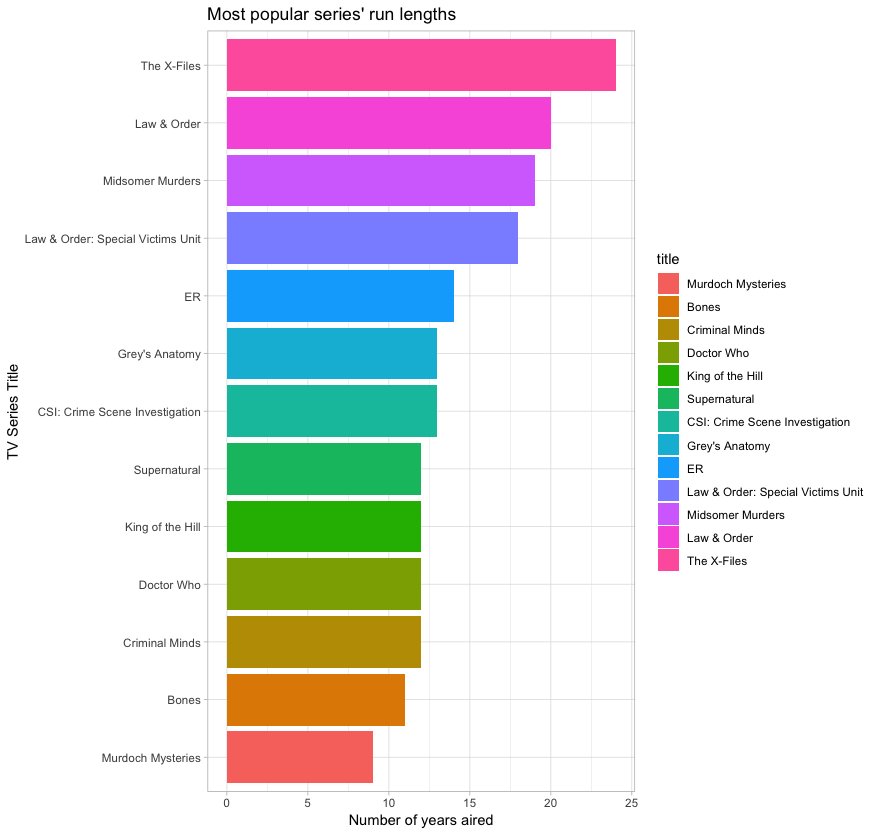 Most popular series' run lengths
TV Series Title
The X-Files
Law & Order
Midsomer Murders
Law & Order: Special Victims Unit
ER
Grey's Anatomy
CSI: Crime Scene Investigation
Supernatural
King of the Hill
Doctor Who
Criminal Minds
Bones
Murdoch Mysteries
0 5 10 15 20 25
Number of years aired
title
Murdoch Mysteries
Bones
Criminal Minds
Doctor Who
King of the Hill
Supernatural
CSI: Crime Scene Investigation
Grey's Anatomy
ER
Law & Order: Special Victims Unit
Midsomer Murders
Law & Order
The X-Files